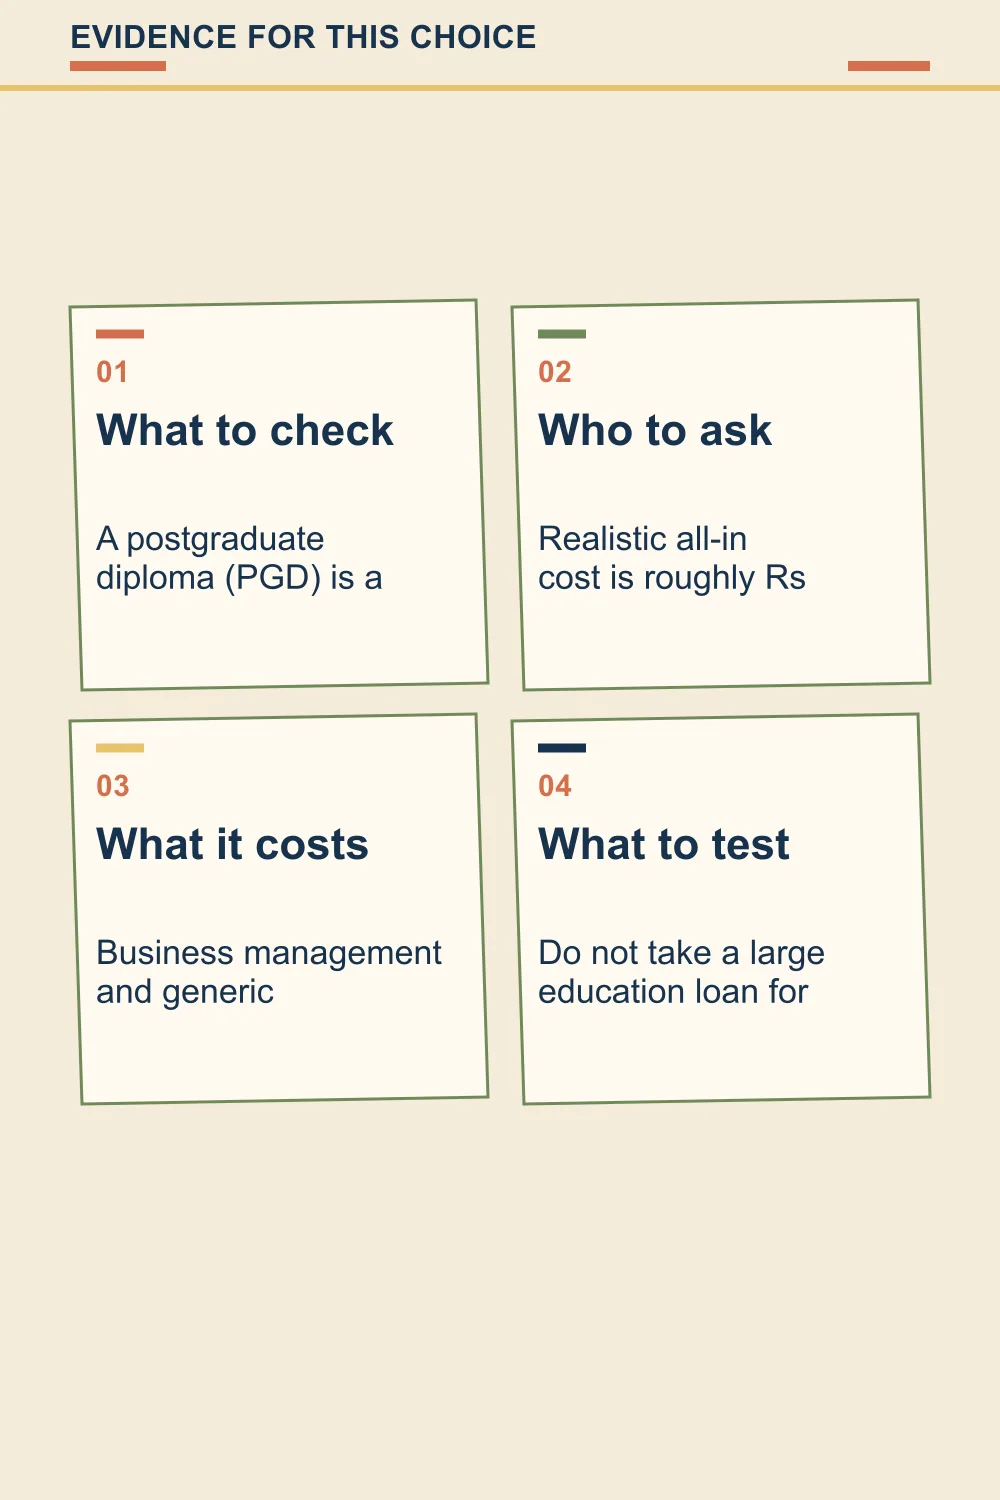 EVIDENCE FOR THIS CHOICE
01
What to check
A postgraduate
diploma (PGD) is a
02
Who to ask
Realistic all-in
cost is roughly Rs
03
What it costs
Business management
and generic
04
What to test
Do not take a large
education loan for